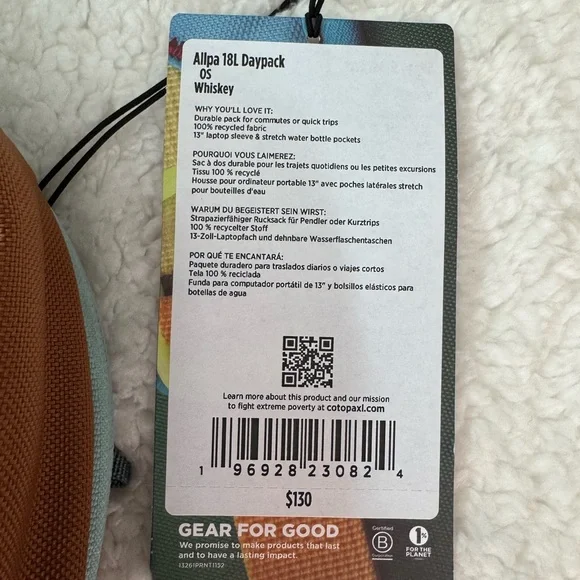 Allpa 18L Daypack
OS
Whiskey
WHY YOU'LL LOVE IT:
Durable pack for commutes or quick trips
100% recycled fabric
13" laptop sleeve & stretch water bottle pockets
POURQUOI VOUS L'AIMEREZ:
Sac à dos durable pour les trajets quotidiens ou les petites excursions
Tissu 100 % recyclé
Housse pour ordinateur portable 13" avec poches latérales stretch
pour bouteilles d'eau
WARUM DU BEGEISTERT SEIN WIRST:
Strapazierfähiger Rucksack für Pendler oder Kurztrips
100 % recycelter Stoff
13-Zoll-Laptopfach und dehnbare Wasserflaschentaschen
POR QUÉ TE ENCANTARÁ:
Paquete duradero para traslados diarios o viajes cortos
Tela 100 % reciclada
Funda para computador portátil de 13" y bolsillos elásticos para
botellas de agua
Learn more about this product and our mission
to fight extreme poverty at cotopaxi.com
1 96928 23082 4
$130
GEAR FOR GOOD
We promise to make products that last
and to have a lasting impact.
I3261PRNT1152
Certified
B
Corporation
1%
FOR THE
PLANET